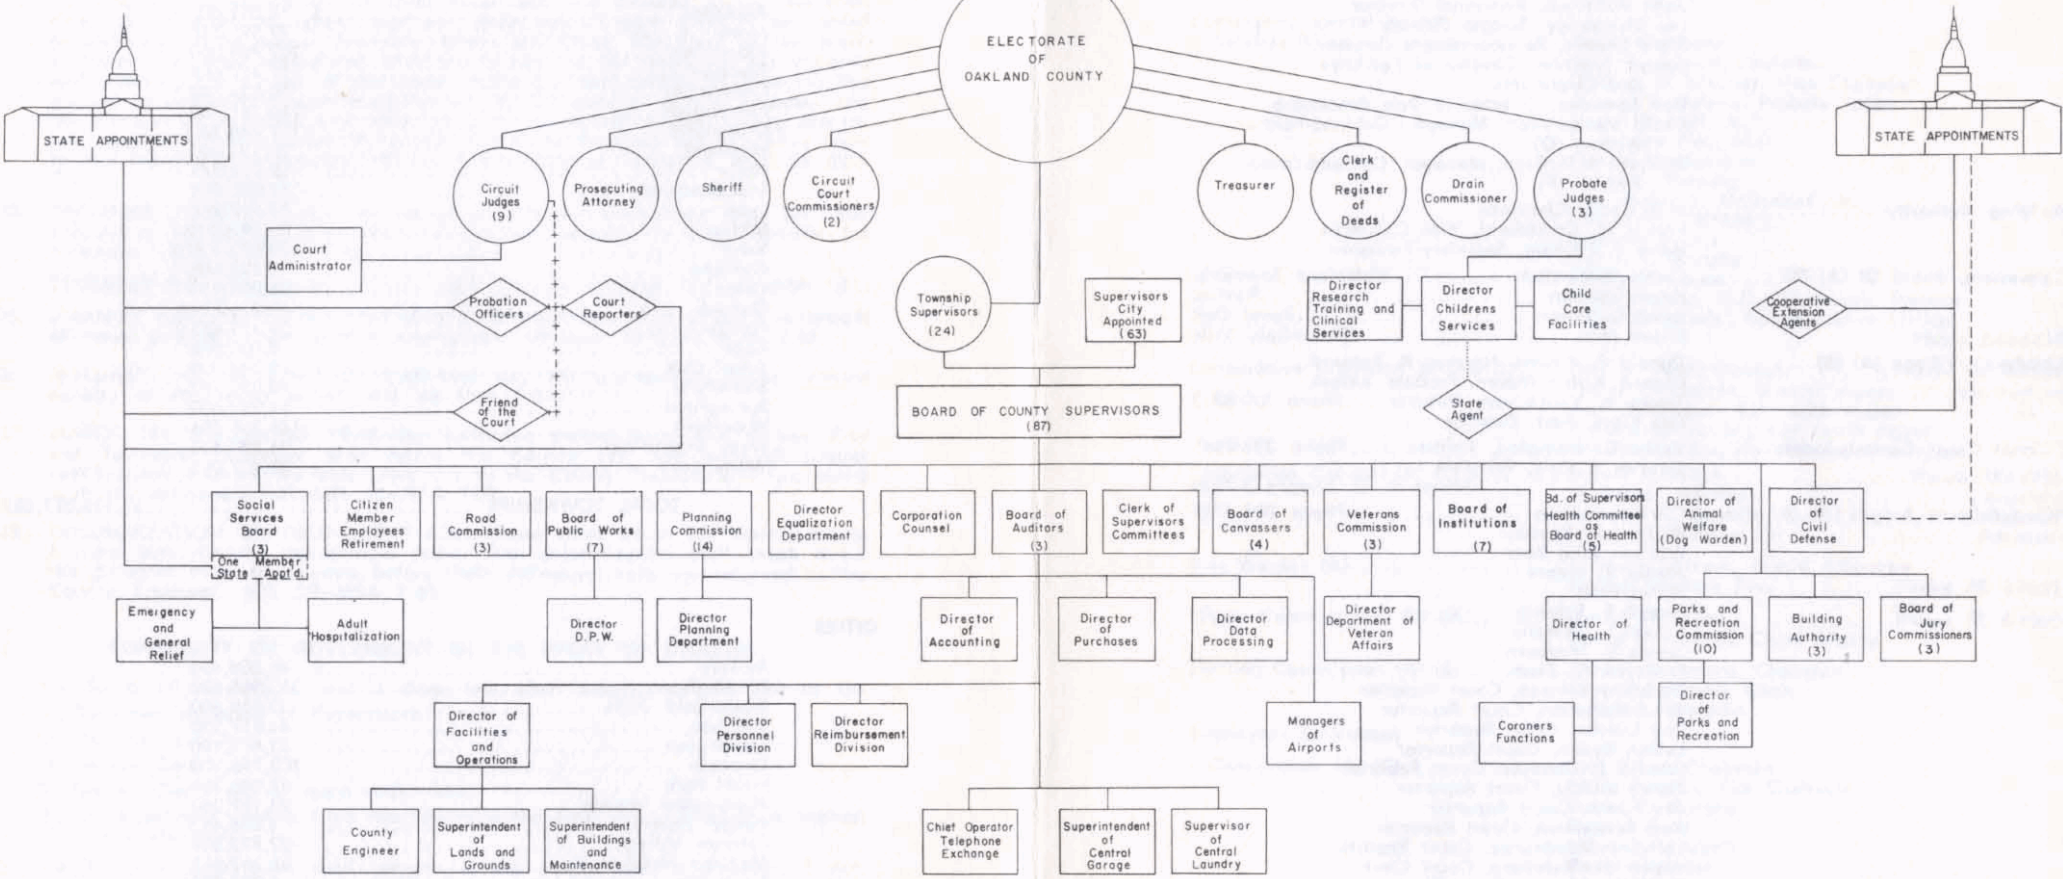 ELECTORATE
OF
OAKLAND COUNTY
STATE APPOINTMENTS
STATE APPOINTMENTS
Circuit
Judges
(9)
Prosecuting
Attorney
Sheriff
Circuit
Court
Commissioners
(2)
Treasurer
Clerk
and
Register
of
Deeds
Drain
Commissioner
Probate
Judges
(3)
Court
Administrator
Probation
Officers
Court
Reporters
Township
Supervisors
(24)
Supervisors
City
Appointed
(63)
Director
Research
Training and
Clinical
Services
Director
Childrens
Services
Child
Care
Facilities
Cooperative
Extension
Agents
Friend
of the
Court
BOARD OF COUNTY SUPERVISORS
(87)
State
Agent
Social
Services
Board
(3)
One Member
State Appt'd.
Citizen
Member
Employees
Retirement
Road
Commission
(3)
Board of
Public Works
(7)
Planning
Commission
(14)
Director
Equalization
Department
Corporation
Counsel
Board of
Auditors
(3)
Clerk of
Supervisors
Committees
Board of
Canvassers
(4)
Veterans
Commission
(3)
Board of
Institutions
(7)
Bd. of Supervisors
Health Committee
as
Board of Health
(5)
Director of
Animal
Welfare
(Dog Warden)
Director
of
Civil
Defense
Emergency
and
General
Relief
Adult
Hospitalization
Director
D.P.W.
Director
Planning
Department
Director
of
Accounting
Director
of
Purchases
Director
Data
Processing
Director
Department of
Veteran
Affairs
Director of
Health
Parks and
Recreation
Commission
(10)
Building
Authority
(3)
Board of
Jury
Commissioners
(3)
Director of
Facilities
and
Operations
Director
Personnel
Division
Director
Reimbursement
Division
Managers
of
Airports
Coroners
Functions
Director
of
Parks and
Recreation
County
Engineer
Superintendent
of
Lands and
Grounds
Superintendent
of Buildings
and
Maintenance
Chief Operator
Telephone
Exchange
Superintendent
of
Central
Garage
Supervisor
of
Central
Laundry